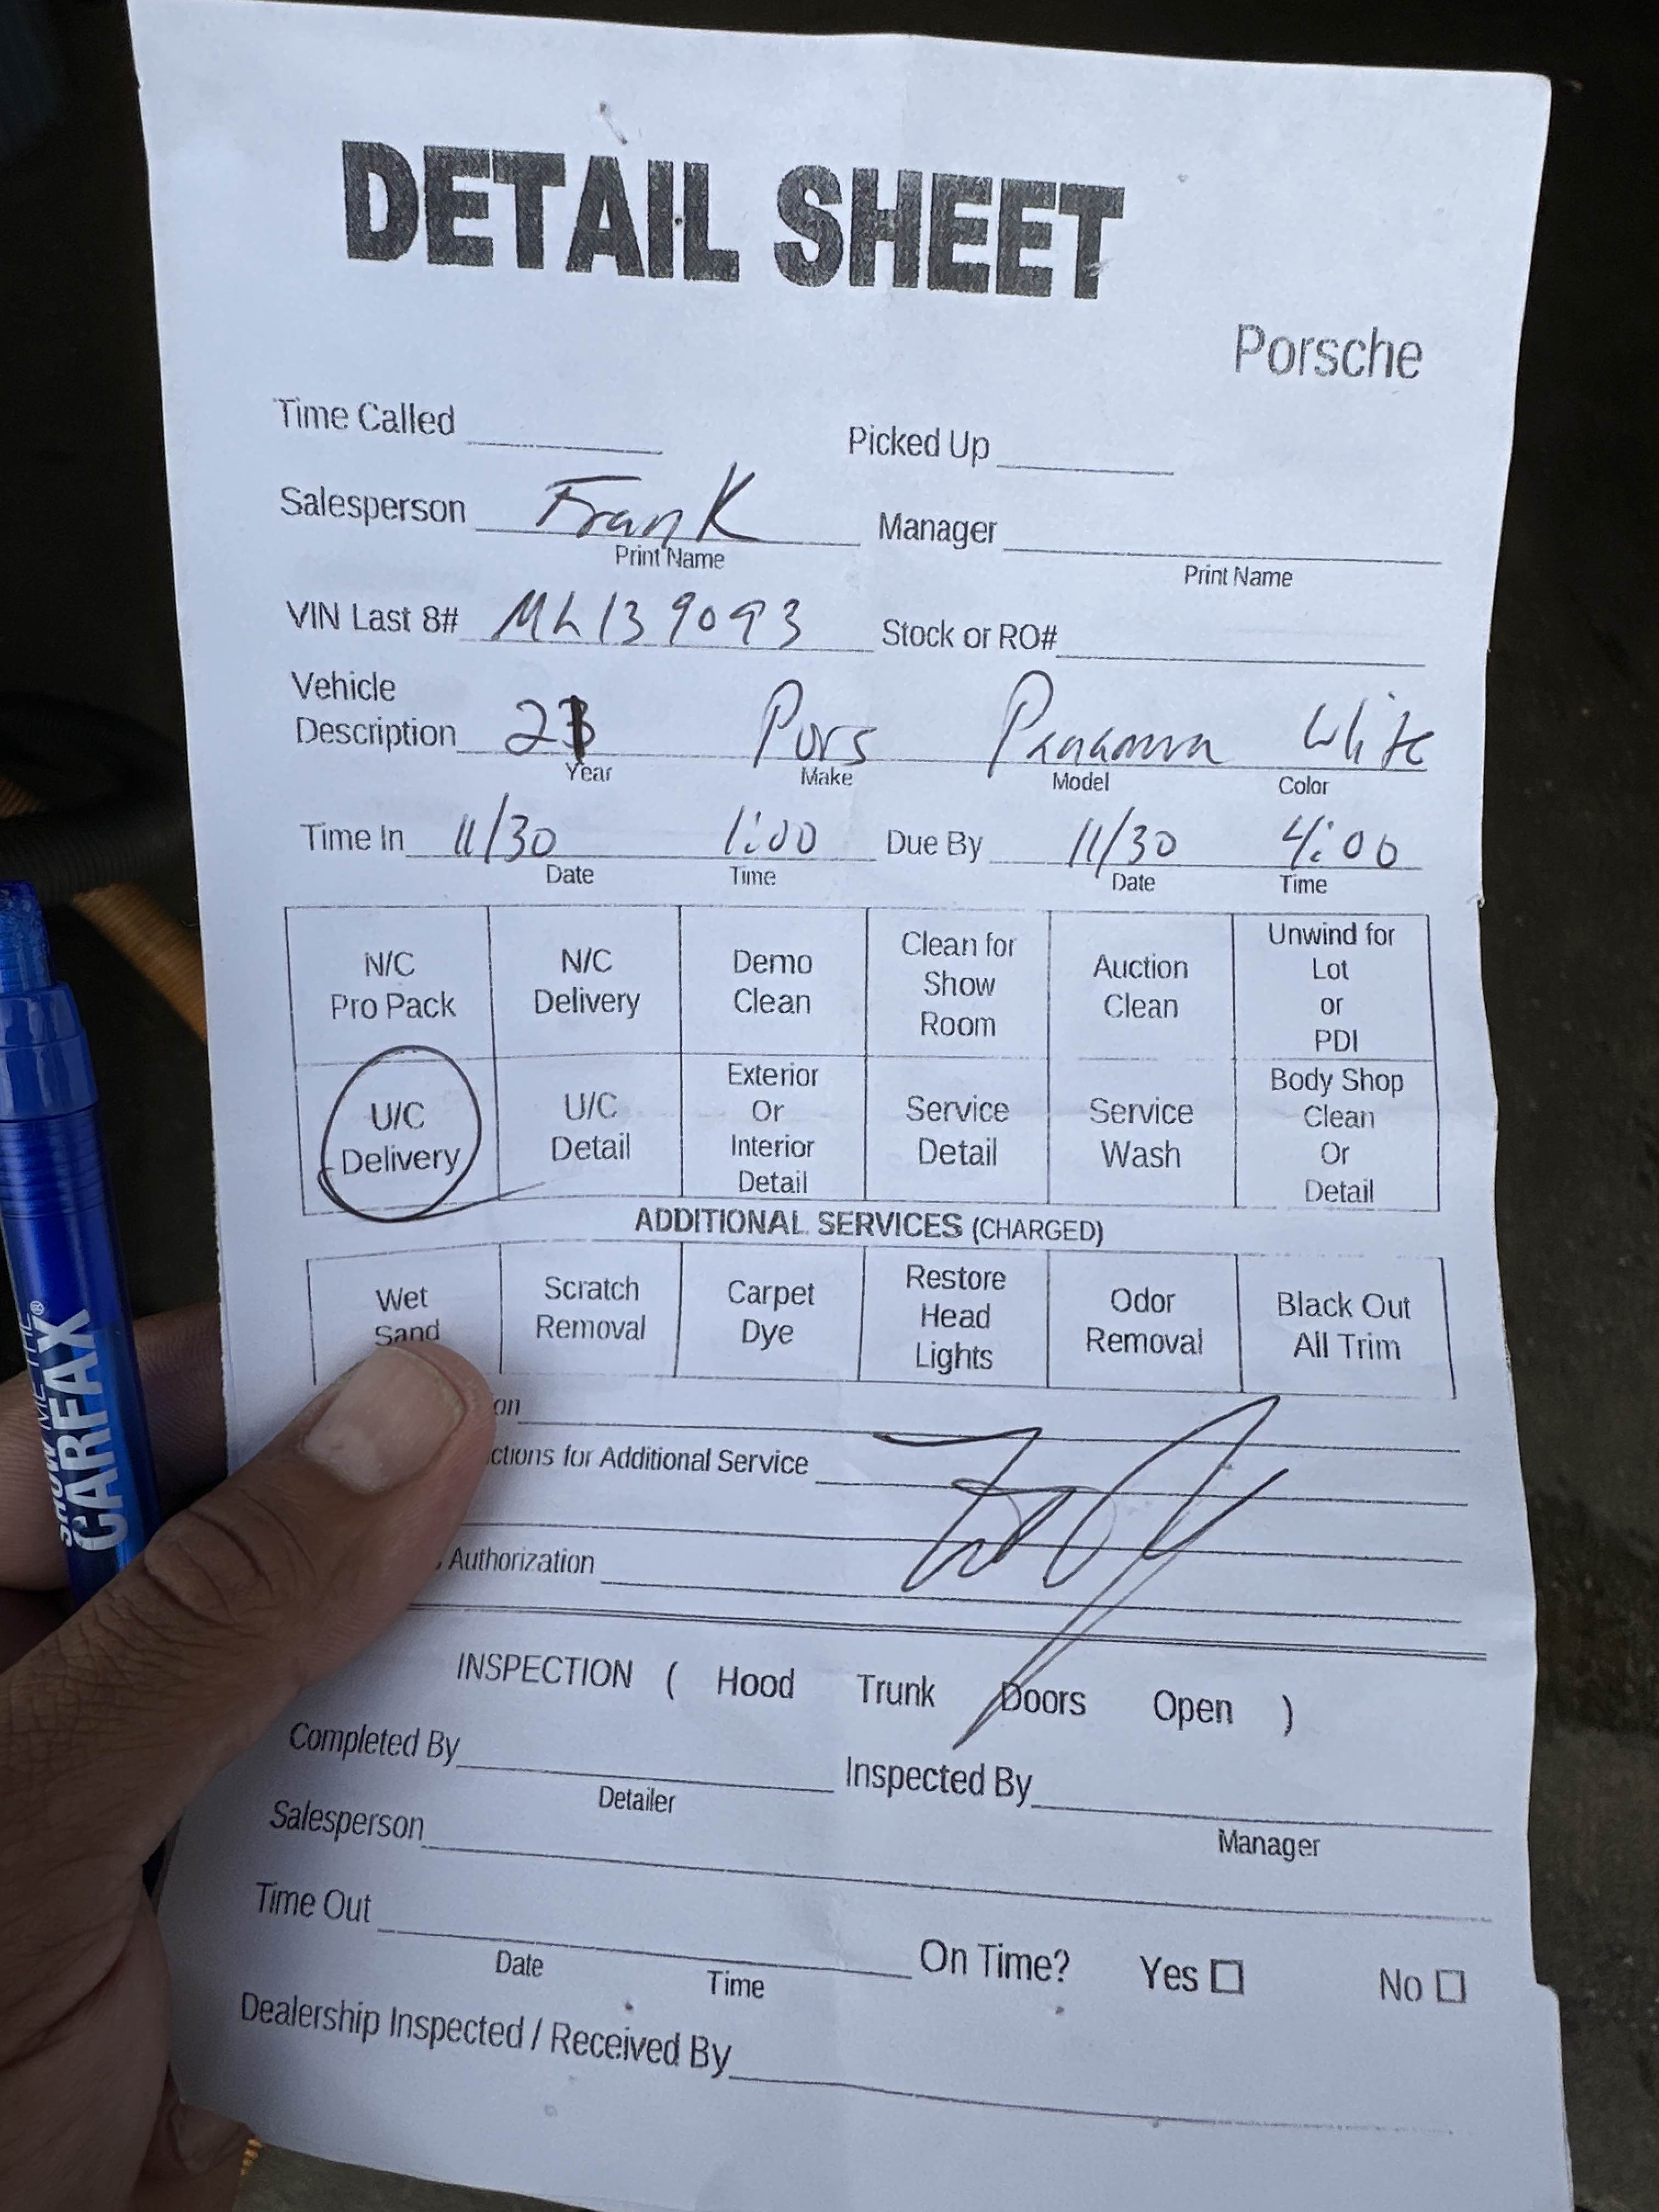 DETAIL SHEET
Porsche
Time Called Picked Up
Salesperson Frank Manager
Print Name Print Name
VIN Last 8# ML139093 Stock or RO#
Vehicle
Description Pors Panamera White
Year Make Model Color
Time In 11/30 1:00 Due By 11/30 4:00
Date Time Date Time
N/C Pro Pack N/C Delivery Demo Clean Clean for Show Room Auction Clean Unwind for Lot or PDI
U/C Delivery U/C Detail Exterior Or Interior Detail Service Detail Service Wash Body Shop Clean Or Detail
ADDITIONAL SERVICES (CHARGED)
Wet Sand Scratch Removal Carpet Dye Restore Head Lights Odor Removal Black Out All Trim
on
ctions for Additional Service
Authorization
INSPECTION ( Hood Trunk Doors Open )
Completed By Inspected By
Detailer Manager
Salesperson
Time Out On Time? Yes No
Date Time
Dealership Inspected / Received By
SHOW ME THE
CARFAX®